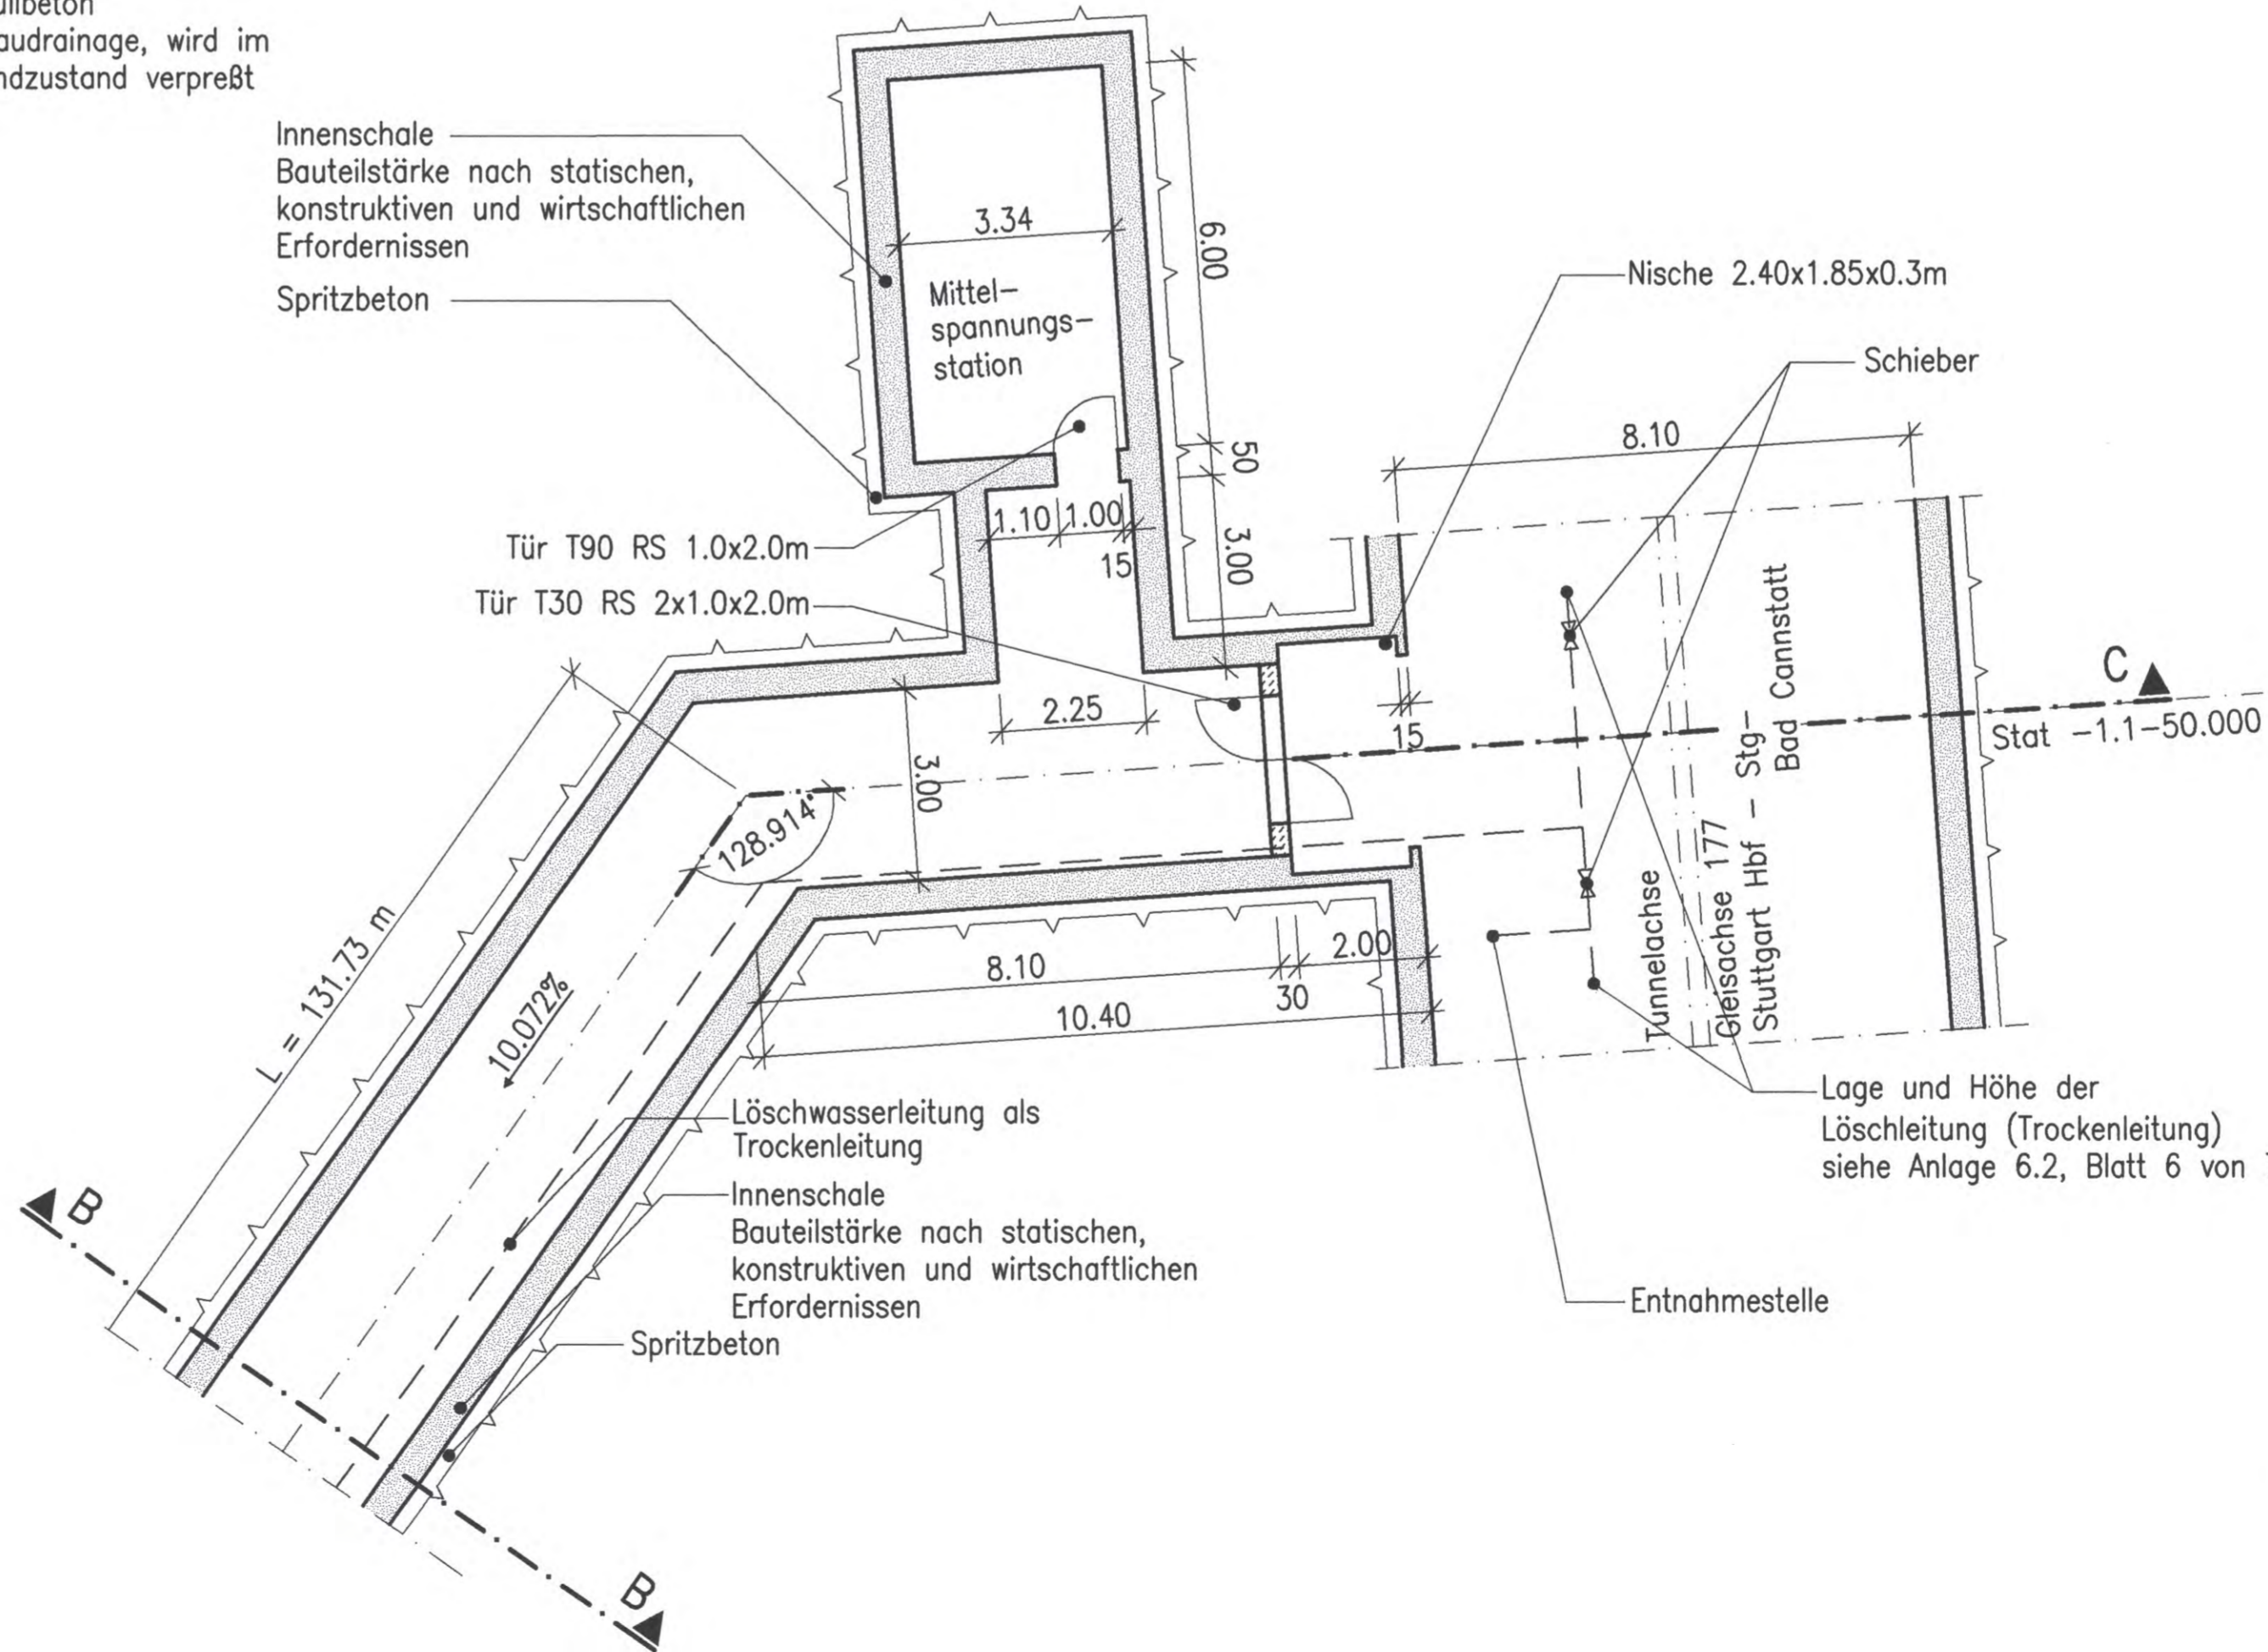 wird im
verpreßt
Innenschale
Bauteilstärke nach statischen,
konstruktiven und wirtschaftlichen
Erfordernissen
Spritzbeton
3.34
Mittel-
spannungs-
station
6.00
50
3.00
Nische 2.40x1.85x0.3m
Schieber
8.10
1.10
1.00
15
Tür T90 RS 1.0x2.0m
Tür T30 RS 2x1.0x2.0m
2.25
3.00
15
C
Stat -1.1-50.000
128.914°
Tunnelachse
Gleisachse 177
Stuttgart Hbf - Stg-
Bad Cannstatt
L = 131.73 m
10.072%
8.10
30
2.00
10.40
Löschwasserleitung als
Trockenleitung
Innenschale
Bauteilstärke nach statischen,
konstruktiven und wirtschaftlichen
Erfordernissen
Spritzbeton
Lage und Höhe der
Löschleitung (Trockenleitung)
siehe Anlage 6.2, Blatt 6 von
Entnahmestelle
B
B